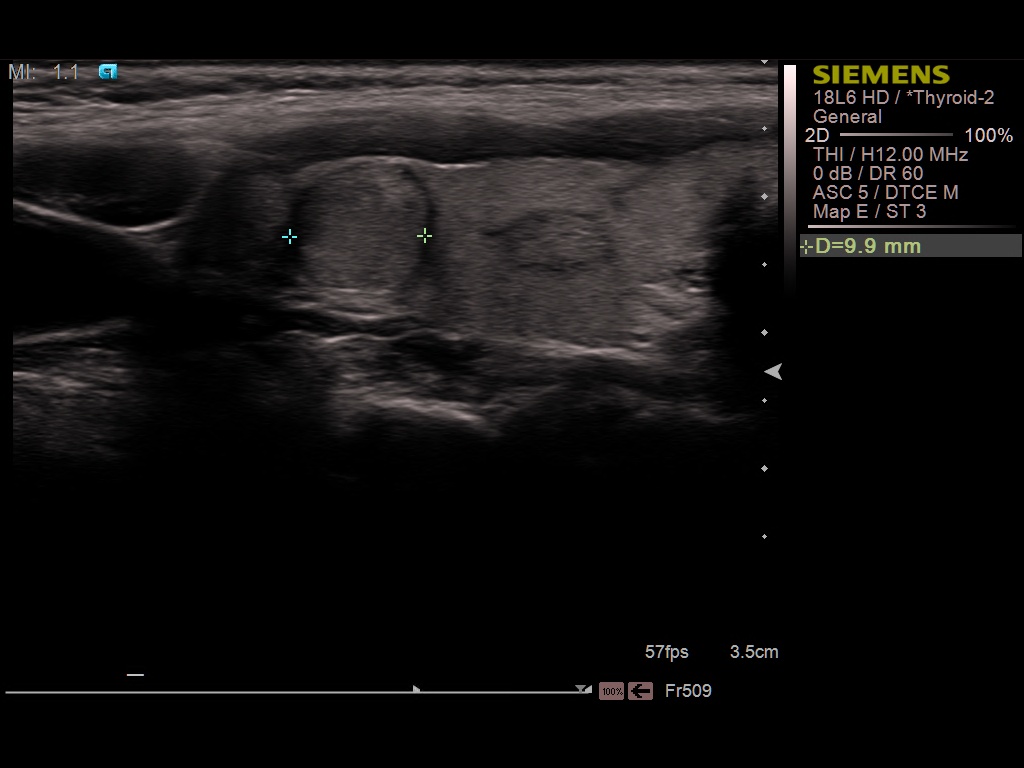 MI: 1.1
SIEMENS
18L6 HD / *Thyroid-2
General
2D 100%
THI / H12.00 MHz
0 dB / DR 60
ASC 5 / DTCE M
Map E / ST 3
D=9.9 mm
57fps 3.5cm
100% Fr509